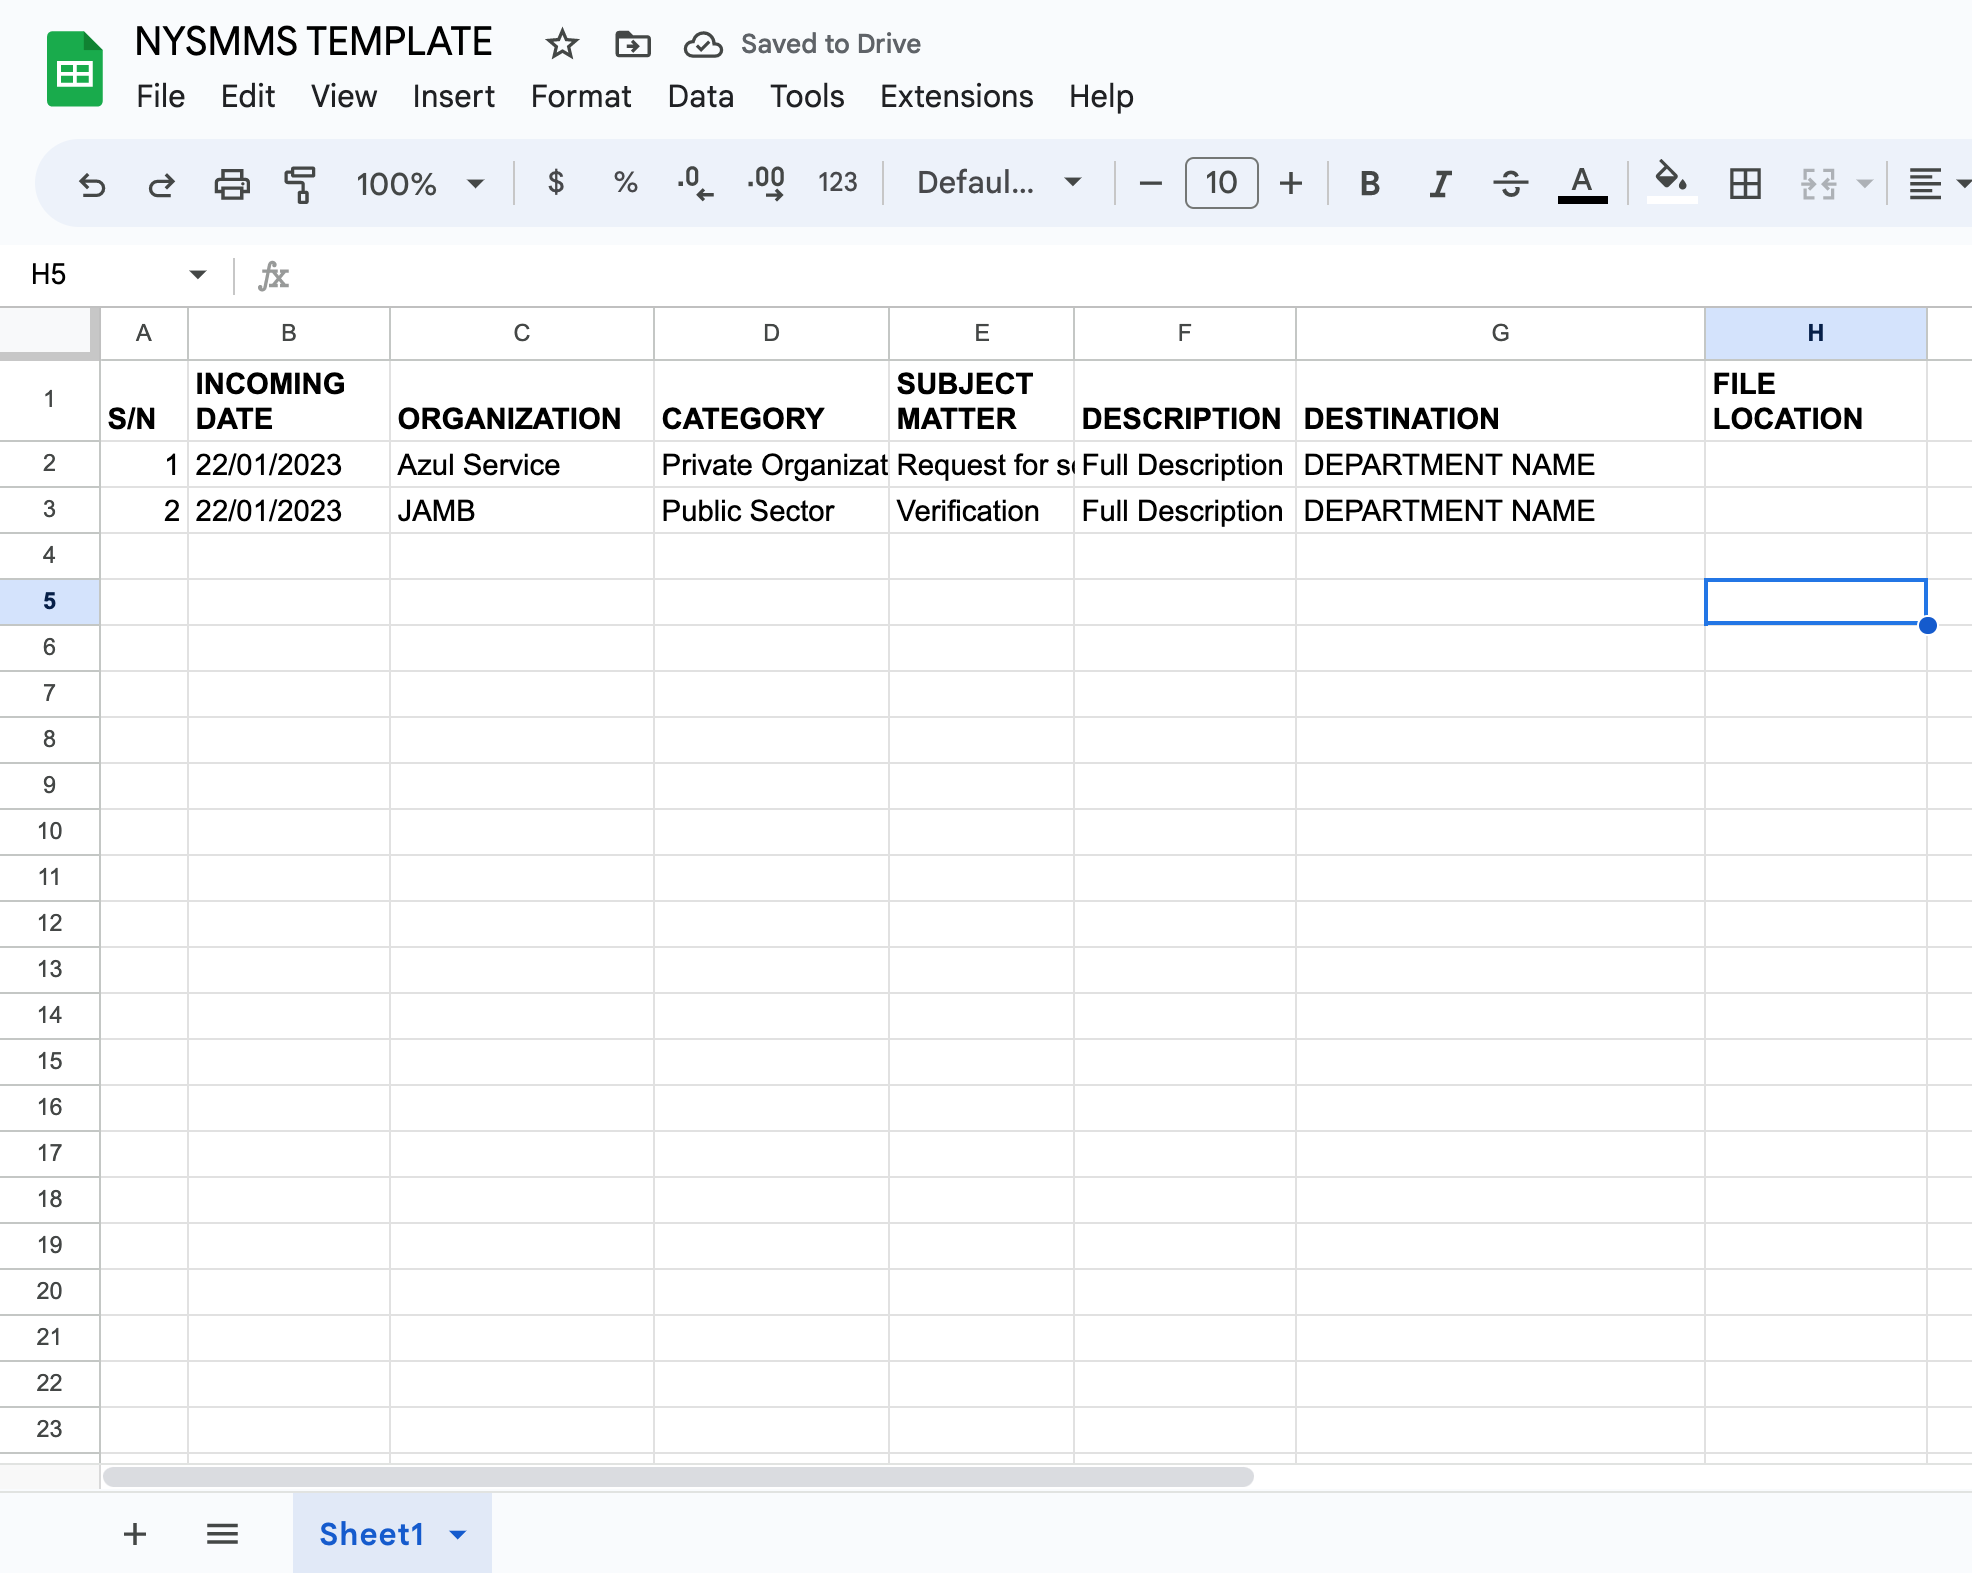 NYSMMS TEMPLATE Saved to Drive
File Edit View Insert Format Data Tools Extensions Help
100% $ % .0 .00 123 Defaul... 10 B I S A
H5 fx
A B C D E F G H
1 S/N INCOMING DATE ORGANIZATION CATEGORY SUBJECT MATTER DESCRIPTION DESTINATION FILE LOCATION
2 1 22/01/2023 Azul Service Private Organizat Request for s Full Description DEPARTMENT NAME
3 2 22/01/2023 JAMB Public Sector Verification Full Description DEPARTMENT NAME
4
5
6
7
8
9
10
11
12
13
14
15
16
17
18
19
20
21
22
23
Sheet1